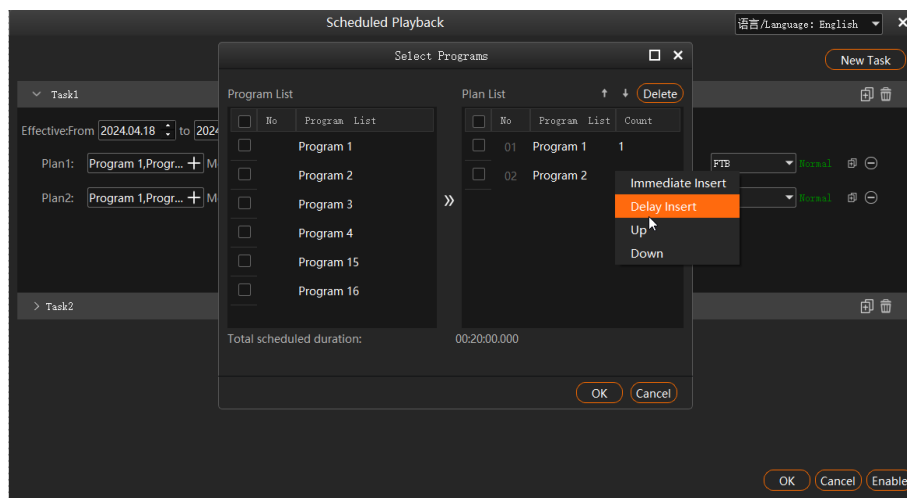 Scheduled Playback
语言/Language: English
Select Programs
New Task
Task1
Program List
Plan List
Delete
No Program List
No Program List Count
Effective:From 2024.04.18 to 2024
Program 1
01 Program 1 1
Plan1: Program 1,Progr... M
FTB Normal
Program 2
02 Program 2
Immediate Insert
Plan2: Program 1,Progr... M
Normal
Program 3
Delay Insert
Program 4
Up
Program 15
Down
Program 16
Task2
Total scheduled duration: 00:20:00.000
OK Cancel
OK Cancel Enable